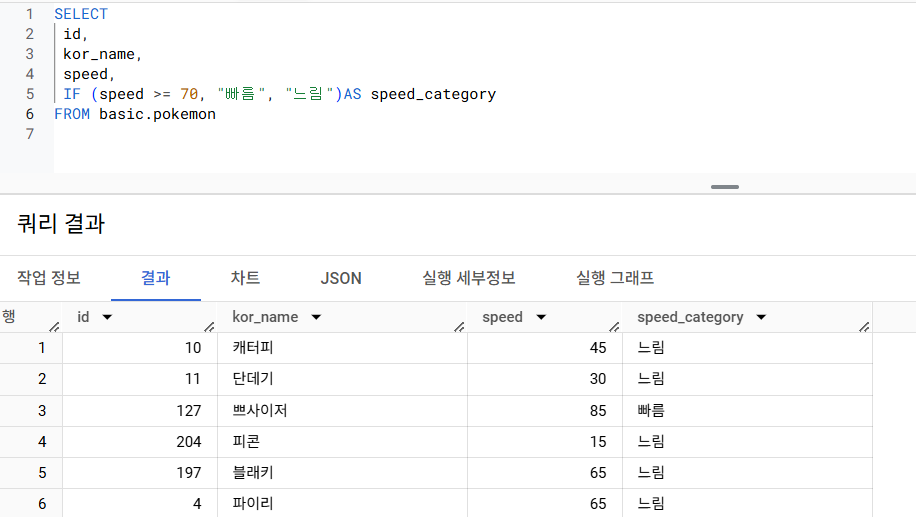 1 SELECT
2 id,
3 kor_name,
4 speed,
5 IF (speed >= 70, "빠름", "느림")AS speed_category
6 FROM basic.pokemon
7
쿼리 결과
작업 정보 결과 차트 JSON 실행 세부정보 실행 그래프
행 id kor_name speed speed_category
1 10 캐터피 45 느림
2 11 단데기 30 느림
3 127 쁘사이저 85 빠름
4 204 피콘 15 느림
5 197 블래키 65 느림
6 4 파이리 65 느림